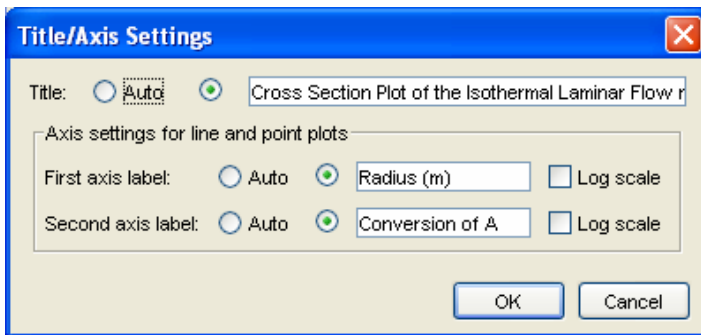 Title/Axis Settings
Title: Auto Cross Section Plot of the Isothermal Laminar Flow r
Axis settings for line and point plots
First axis label: Auto Radius (m) Log scale
Second axis label: Auto Conversion of A Log scale
OK Cancel